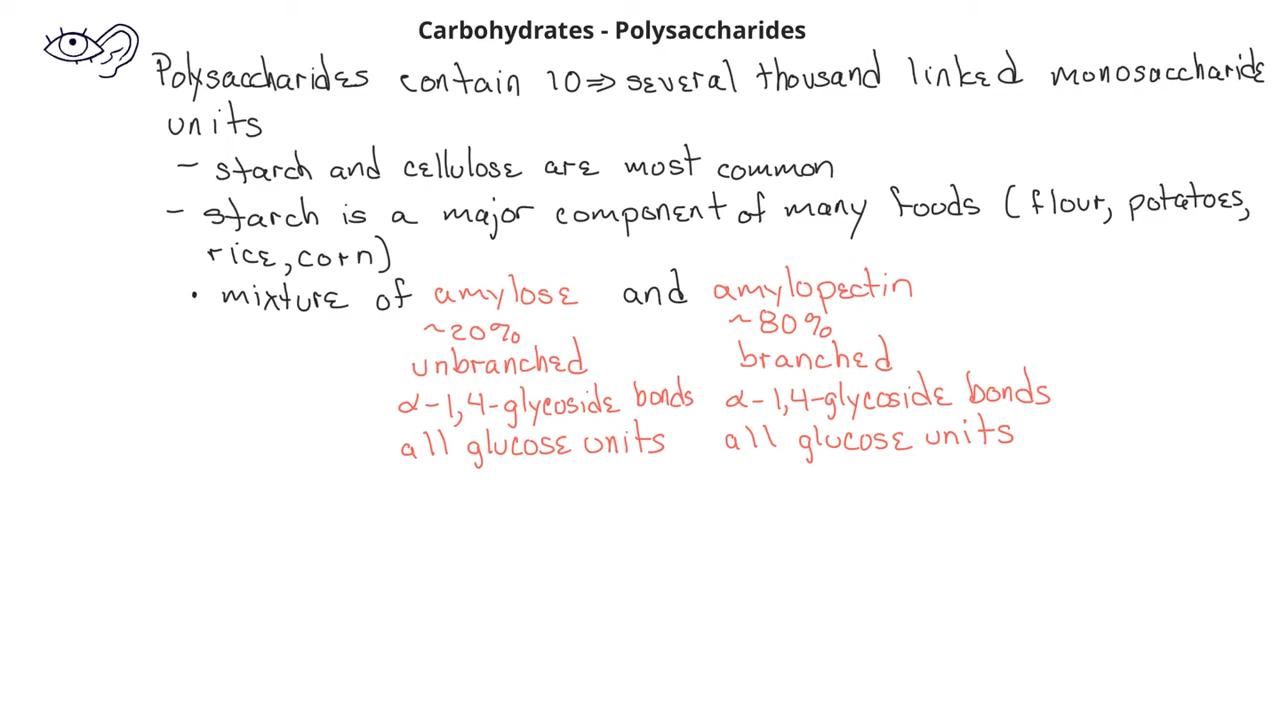 Carbohydrates - Polysaccharides
Polysaccharides contain 10 ⇒ several thousand linked monosaccharide
units
- starch and cellulose are most common
- starch is a major component of many foods (flour, potatoes,
rice, corn)
• mixture of amylose and amylopectin
~20% ~80%
unbranched branched
α-1,4-glycoside bonds α-1,4-glycoside bonds
all glucose units all glucose units